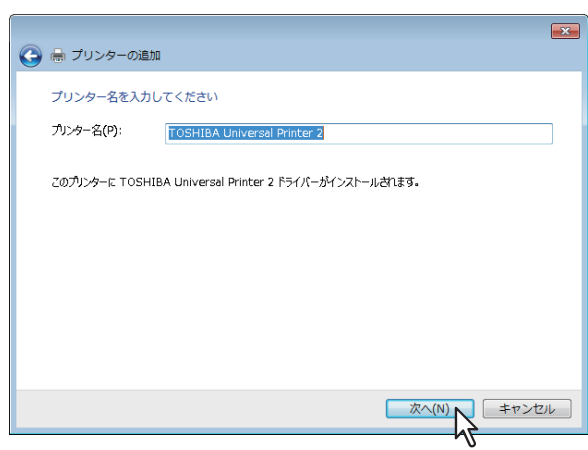 プリンターの追加
プリンター名を入力してください
プリンター名(P): TOSHIBA Universal Printer 2
このプリンターに TOSHIBA Universal Printer 2 ドライバーがインストールされます。
次へ(N) キャンセル